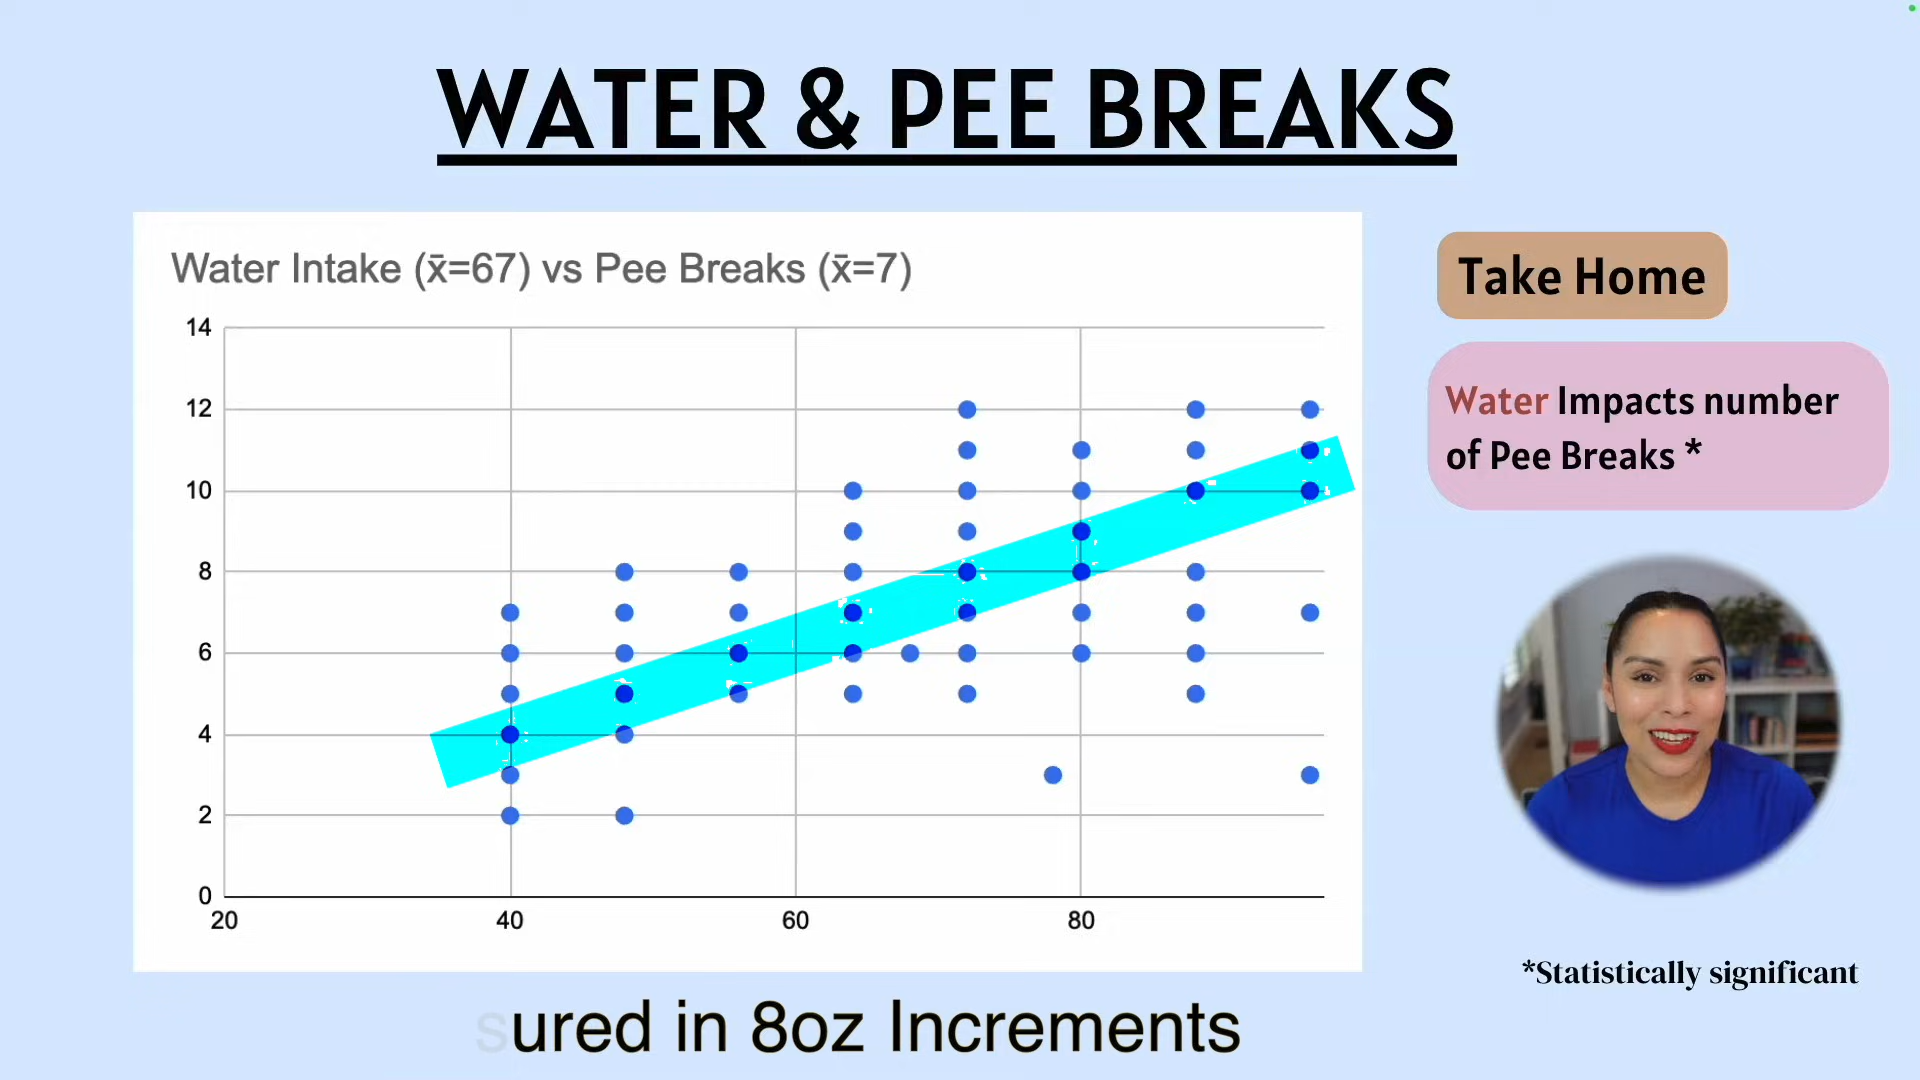 WATER & PEE BREAKS
Water Intake (x̄=67) vs Pee Breaks (x̄=7)
14
12
10
8
6
4
2
0
20 40 60 80
Take Home
Water Impacts number
of Pee Breaks *
*Statistically significant
sured in 8oz Increments